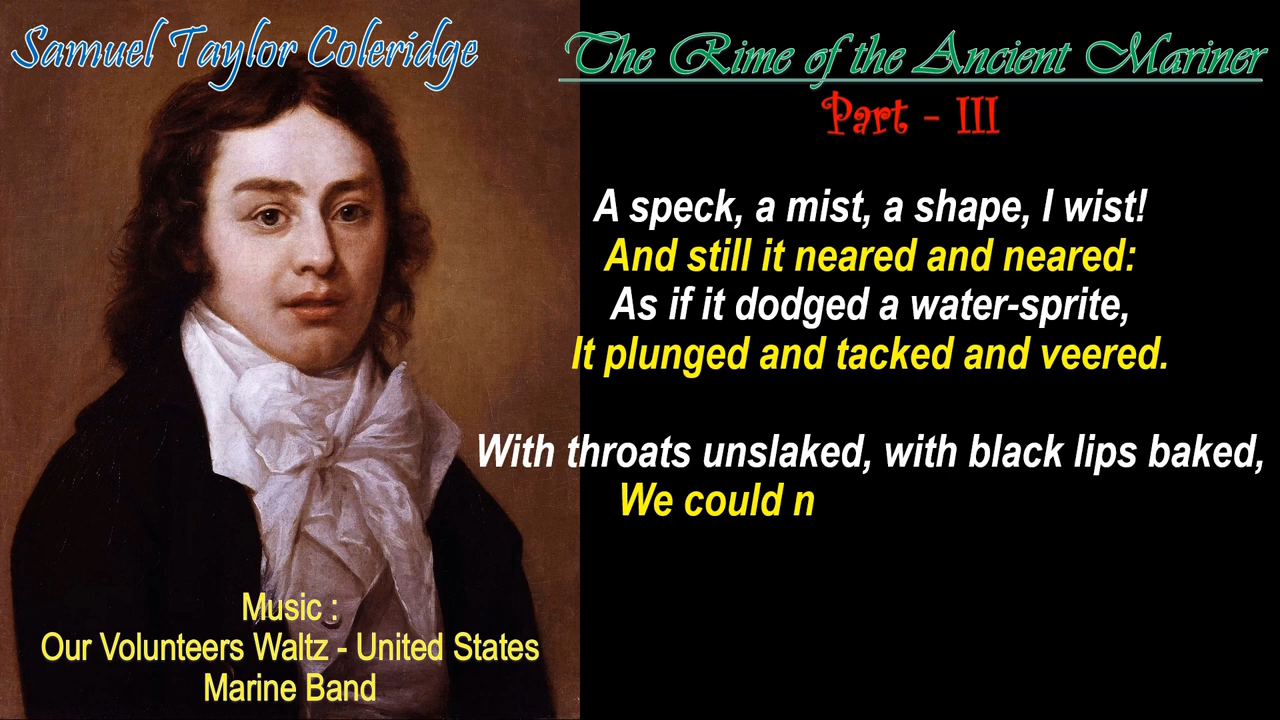 Samuel Taylor Coleridge
The Rime of the Ancient Mariner
Part - III
A speck, a mist, a shape, I wist!
And still it neared and neared:
As if it dodged a water-sprite,
It plunged and tacked and veered.
With throats unslaked, with black lips baked,
We could n
Music :
Our Volunteers Waltz - United States
Marine Band